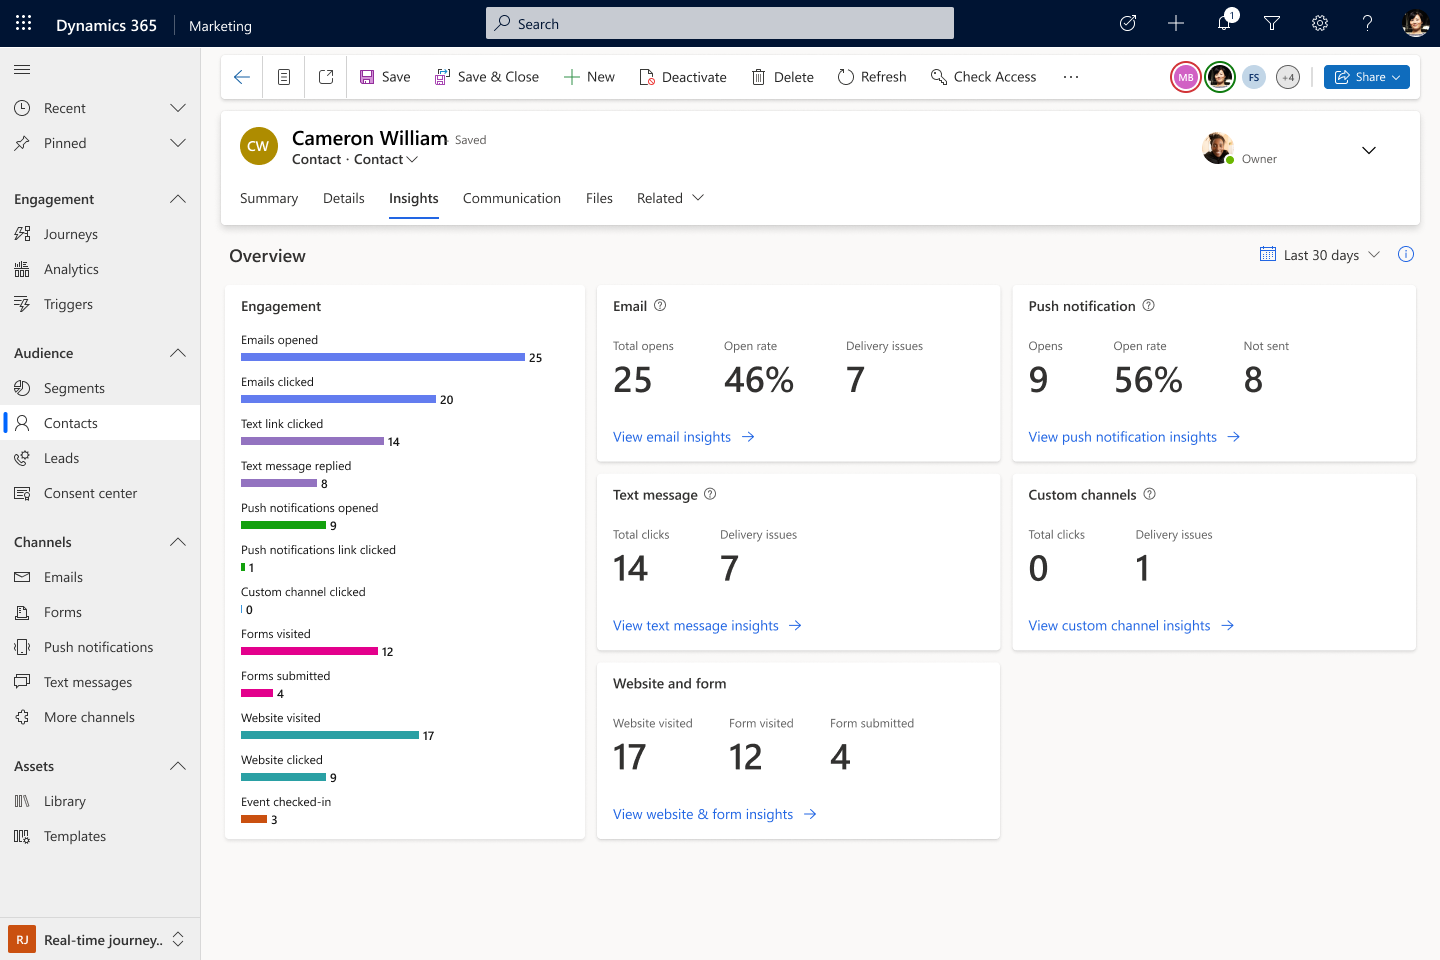 Dynamics 365
Marketing
Search
1
Recent
Pinned
Engagement
Journeys
Analytics
Triggers
Audience
Segments
Contacts
Leads
Consent center
Channels
Emails
Forms
Push notifications
Text messages
More channels
Assets
Library
Templates
RJ Real-time journey..
Save
Save & Close
New
Deactivate
Delete
Refresh
Check Access
MB
FS
+4
Share
CW
Cameron William Saved
Contact · Contact
Owner
Summary
Details
Insights
Communication
Files
Related
Overview
Last 30 days
Engagement
Emails opened
25
Emails clicked
20
Text link clicked
14
Text message replied
8
Push notifications opened
9
Push notifications link clicked
1
Custom channel clicked
0
Forms visited
12
Forms submitted
4
Website visited
17
Website clicked
9
Event checked-in
3
Email
Total opens Open rate Delivery issues
25 46% 7
View email insights
Push notification
Opens Open rate Not sent
9 56% 8
View push notification insights
Text message
Total clicks Delivery issues
14 7
View text message insights
Custom channels
Total clicks Delivery issues
0 1
View custom channel insights
Website and form
Website visited Form visited Form submitted
17 12 4
View website & form insights